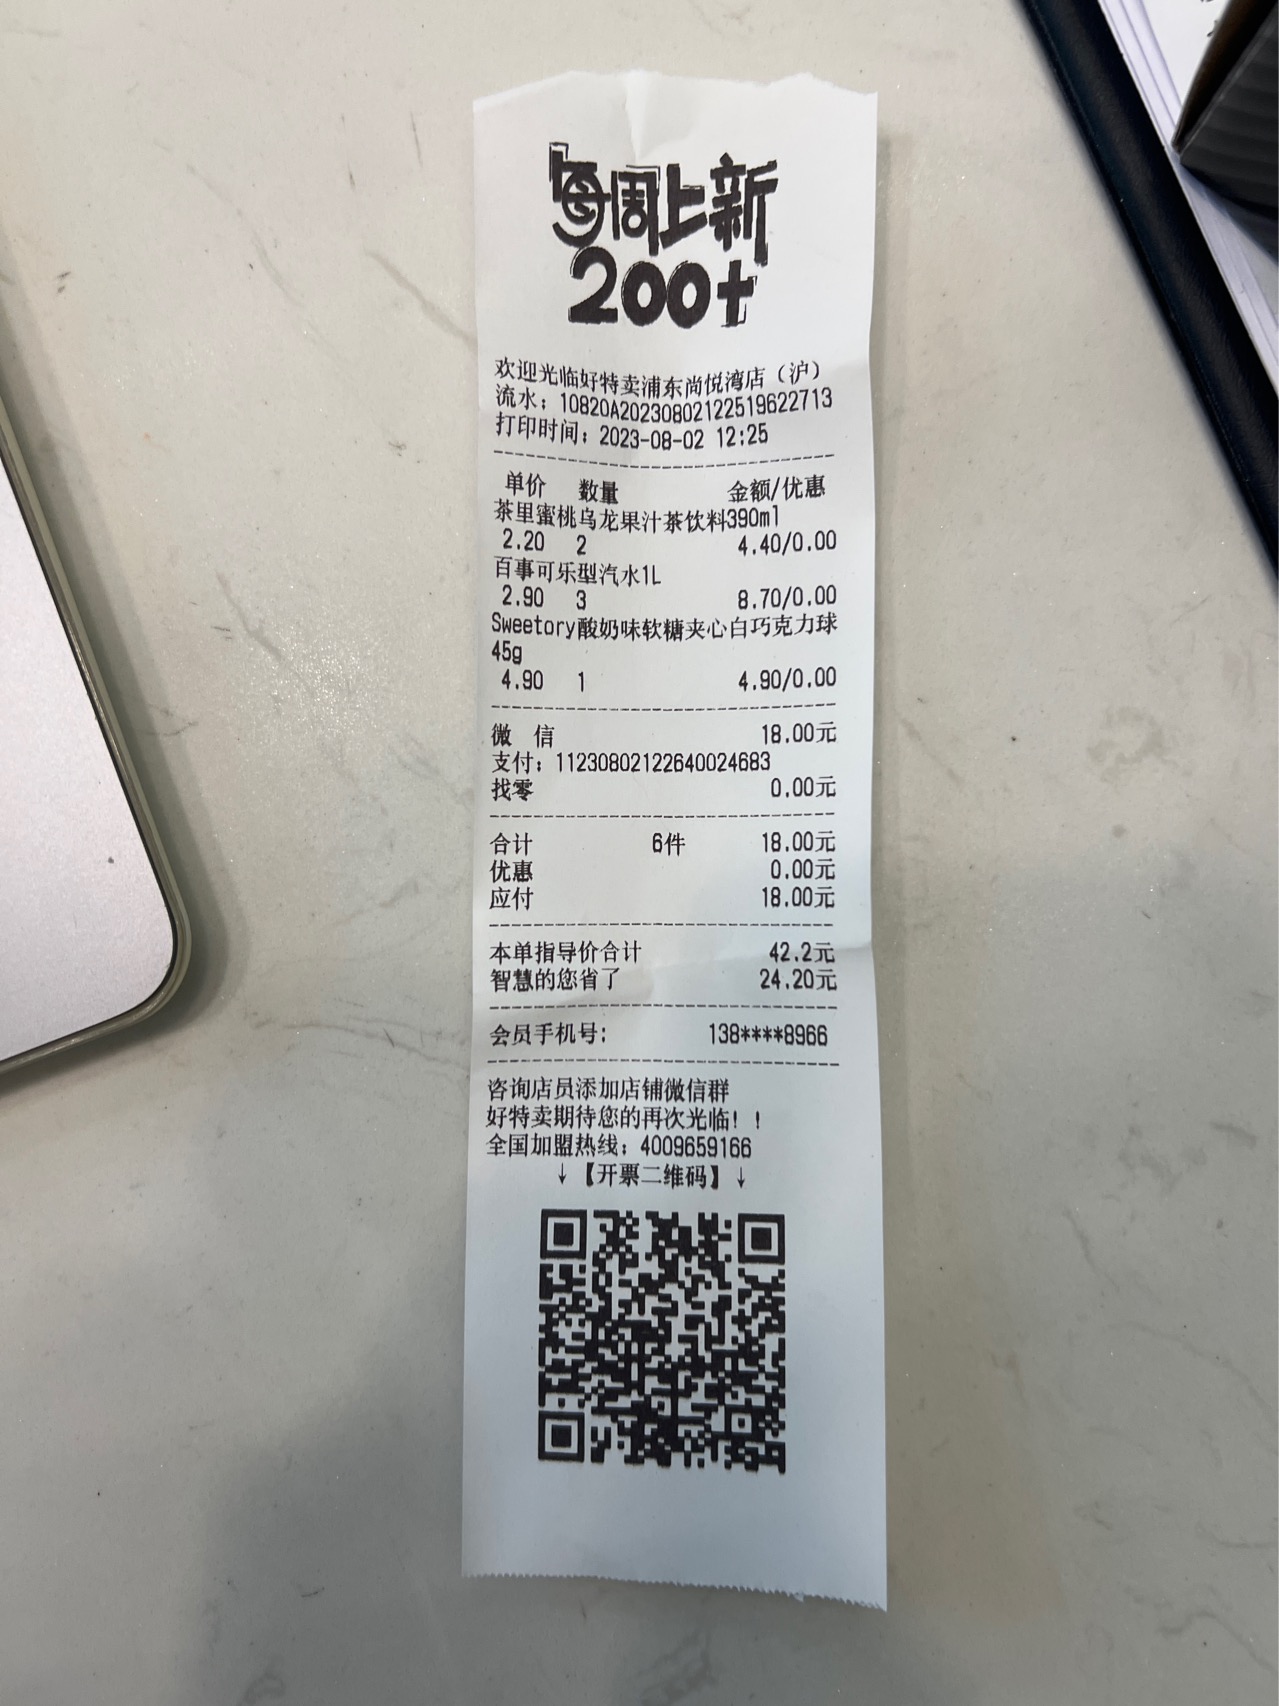 每周上新
200+
欢迎光临好特卖浦东尚悦湾店（沪）
流水：10820A20230802122519622713
打印时间：2023-08-02 12:25
单价 数量 金额/优惠
茶里蜜桃乌龙果汁茶饮料390ml
2.20 2 4.40/0.00
百事可乐型汽水1L
2.90 3 8.70/0.00
Sweetory酸奶味软糖夹心白巧克力球
45g
4.90 1 4.90/0.00
微 信 18.00元
支付：11230802122640024683
找零 0.00元
合计 6件 18.00元
优惠 0.00元
应付 18.00元
本单指导价合计 42.2元
智慧的您省了 24.20元
会员手机号: 138****8966
咨询店员添加店铺微信群
好特卖期待您的再次光临！！
全国加盟热线：4009659166
↓【开票二维码】↓